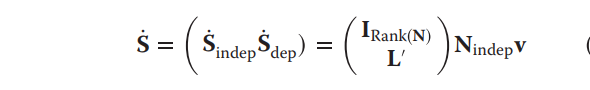 Ṡ = ( Ṡ_indep Ṡ_dep ) = ( I_Rank(N) L′ ) N_indep v (